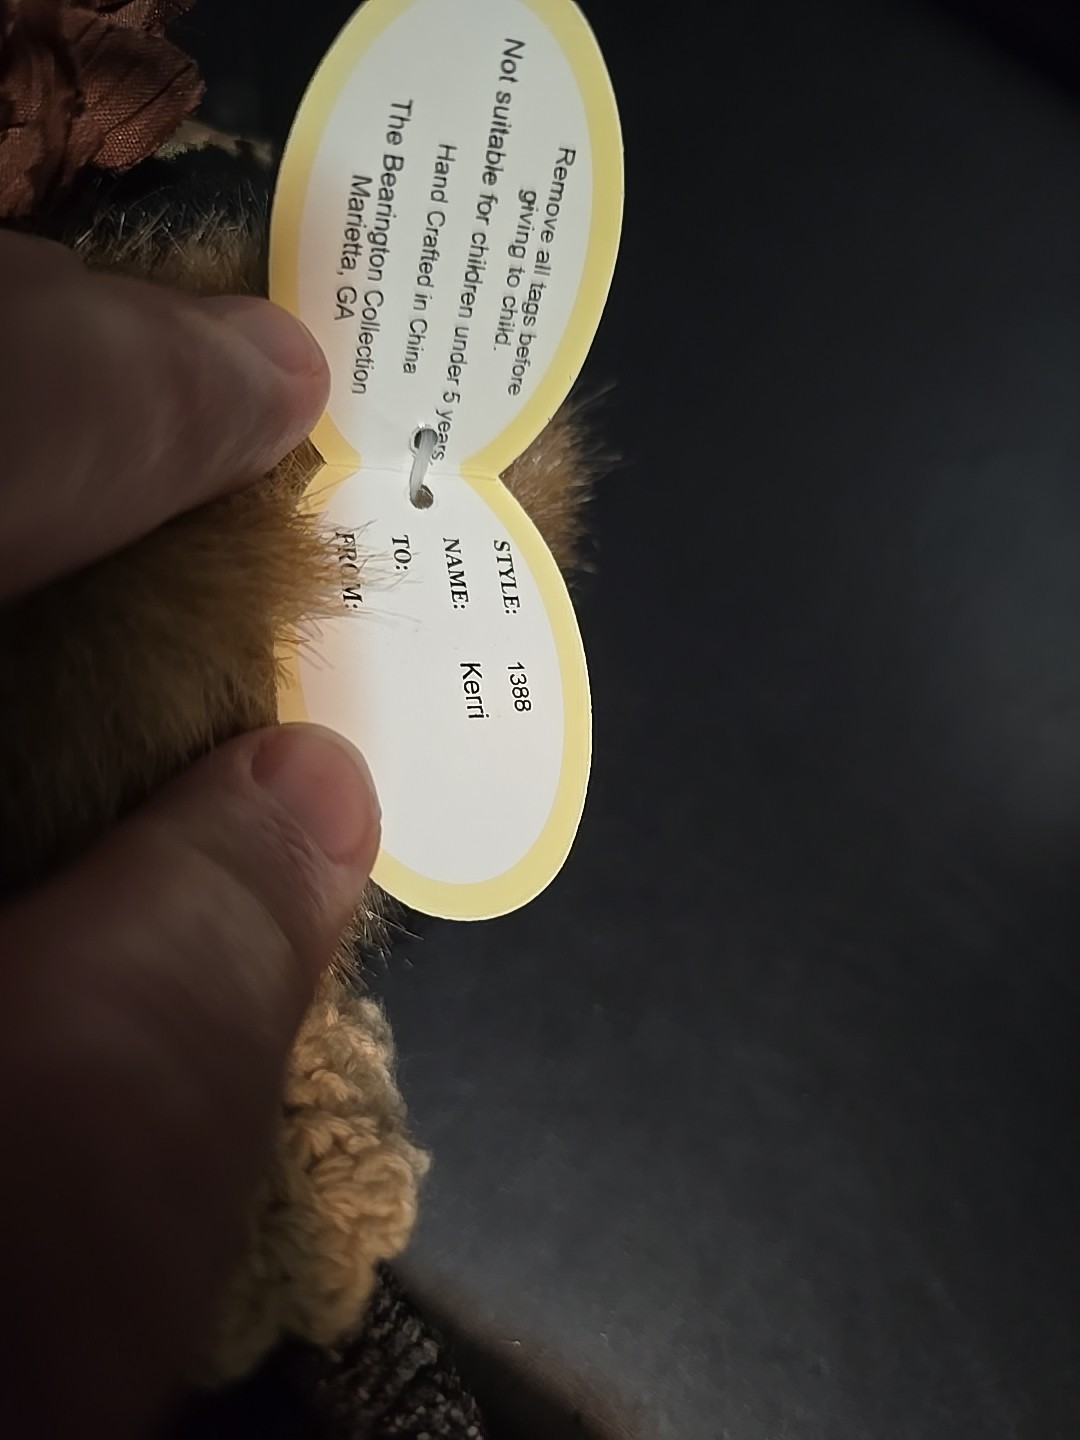 Remove all tags before
giving to child.
Not suitable for children under 5 years.
Hand Crafted in China
The Bearington Collection
Marietta, GA
STYLE: 1388
NAME: Kerri
TO:
FROM: